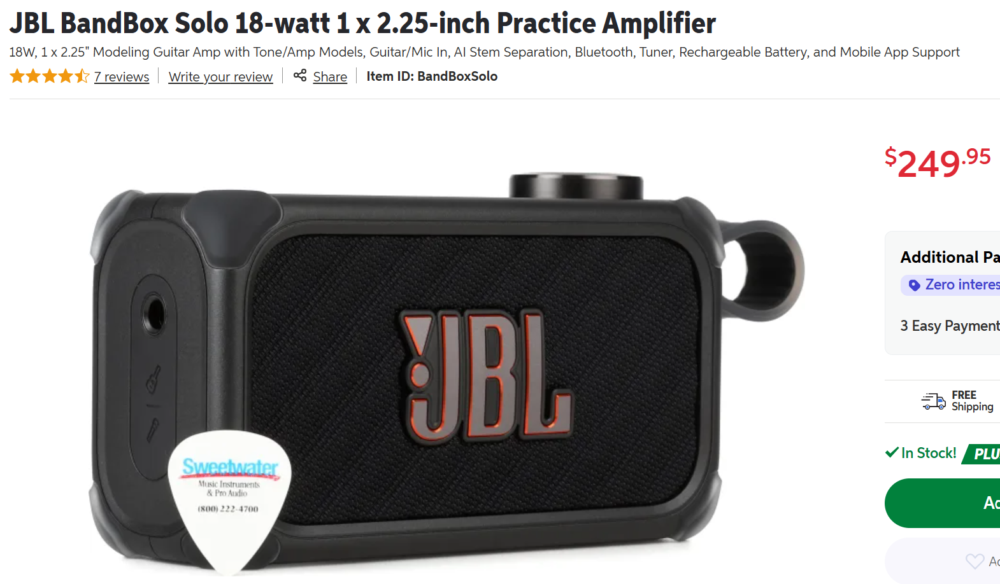 JBL BandBox Solo 18-watt 1 x 2.25-inch Practice Amplifier
18W, 1 x 2.25" Modeling Guitar Amp with Tone/Amp Models, Guitar/Mic In, AI Stem Separation, Bluetooth, Tuner, Rechargeable Battery, and Mobile App Support
7 reviews Write your review Share Item ID: BandBoxSolo
$249.95
Additional Pa
Zero interes
3 Easy Payment
FREE
Shipping
In Stock! PLU
Ad
Ad
JBL
Sweetwater
Music Instruments
& Pro Audio
(800) 222-4700